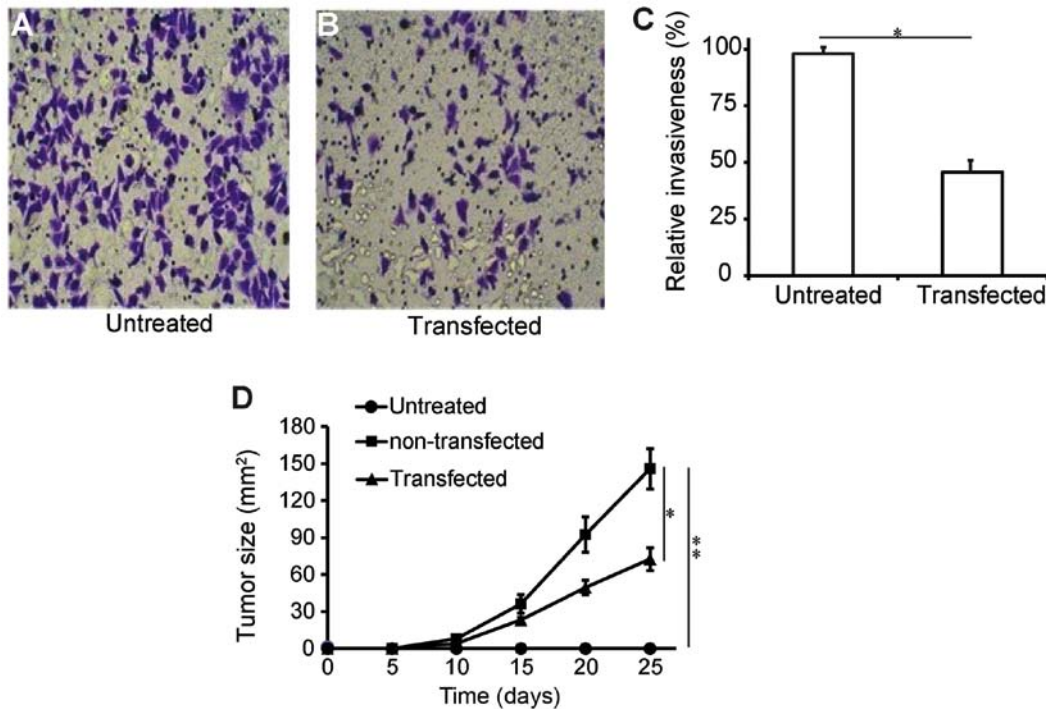 A
B
Untreated
Transfected
C
Relative invasiveness (%)
100
75
50
25
0
*
Untreated
Transfected
D
Untreated
non-transfected
Transfected
Tumor size (mm²)
180
150
120
90
60
30
0
*
**
0 5 10 15 20 25
Time (days)